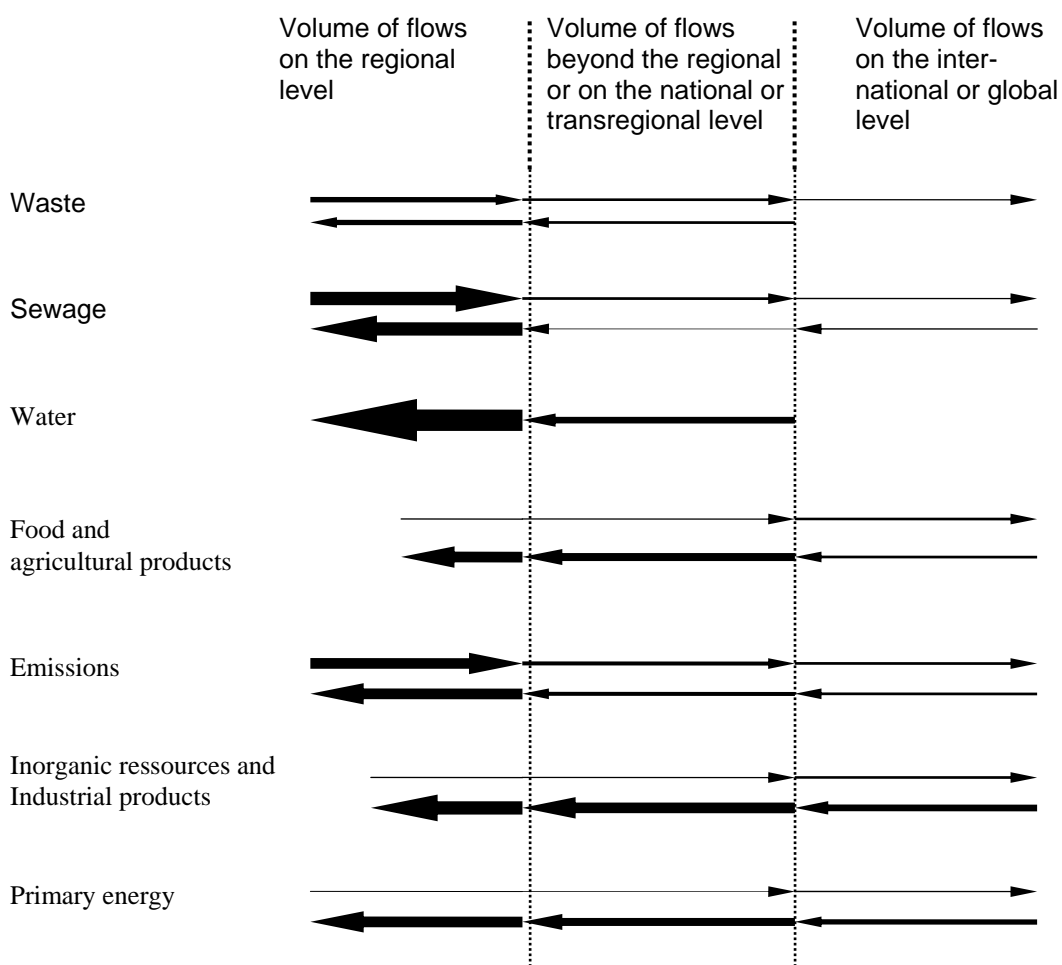 Volume of flows
on the regional
level
Volume of flows
beyond the regional
or on the national or
transregional level
Volume of flows
on the inter-
national or global
level
Waste
Sewage
Water
Food and
agricultural products
Emissions
Inorganic ressources and
Industrial products
Primary energy